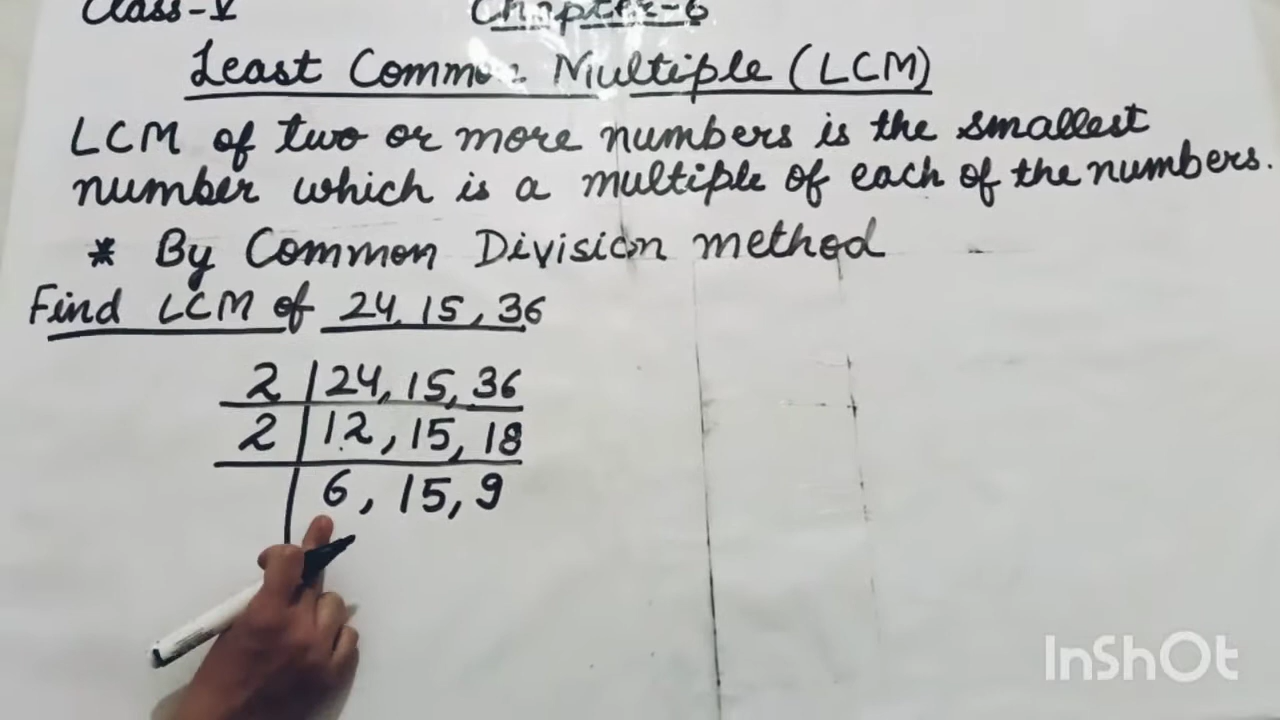 Class-V Chapter-6
Least Common Multiple (LCM)
LCM of two or more numbers is the smallest
number which is a multiple of each of the numbers.
* By Common Division method
Find LCM of 24, 15, 36
2 | 24, 15, 36
2 | 12, 15, 18
| 6, 15, 9
InShOt